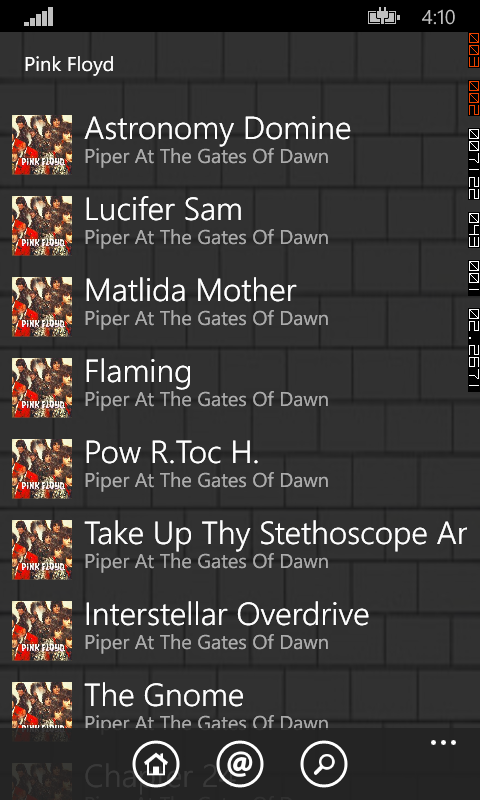 4:10
Pink Floyd
003 002 007122 043 001 02.2671
Astronomy Domine
Piper At The Gates Of Dawn
PINK FLOYD
Lucifer Sam
Piper At The Gates Of Dawn
PINK FLOYD
Matlida Mother
Piper At The Gates Of Dawn
PINK FLOYD
Flaming
Piper At The Gates Of Dawn
PINK FLOYD
Pow R.Toc H.
Piper At The Gates Of Dawn
PINK FLOYD
Take Up Thy Stethoscope Ar
Piper At The Gates Of Dawn
PINK FLOYD
Interstellar Overdrive
Piper At The Gates Of Dawn
PINK FLOYD
The Gnome
Piper At The Gates Of Dawn
PINK FLOYD
Chapter 2